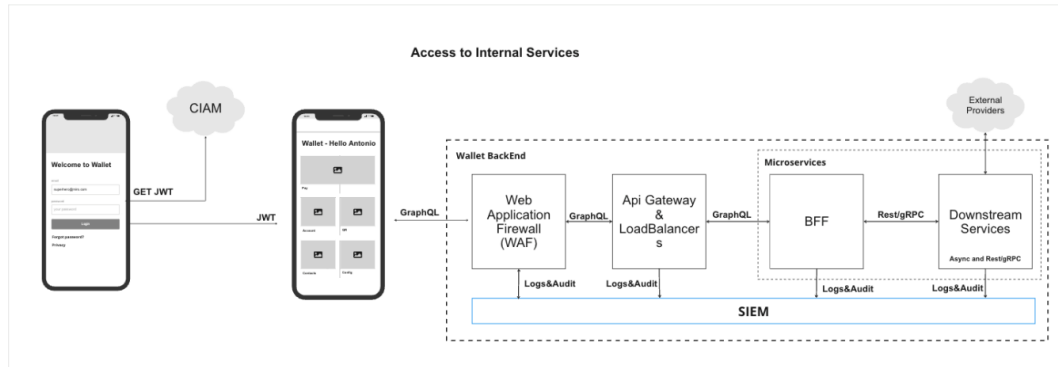 Access to Internal Services
CIAM
External
Providers
Welcome to Wallet
Wallet - Hello Antonio
Wallet BackEnd
Microservices
Pay
GET JWT
Login
Forgot password?
Privacy
JWT
Account
QR
Config
GraphQL
Web
Application
Firewall
(WAF)
GraphQL
Api Gateway
&
LoadBalancer
s
GraphQL
BFF
Rest/gRPC
Downstream
Services
Async and Rest/gRPC
Logs&Audit
Logs&Audit
Logs&Audit
Logs&Audit
SIEM